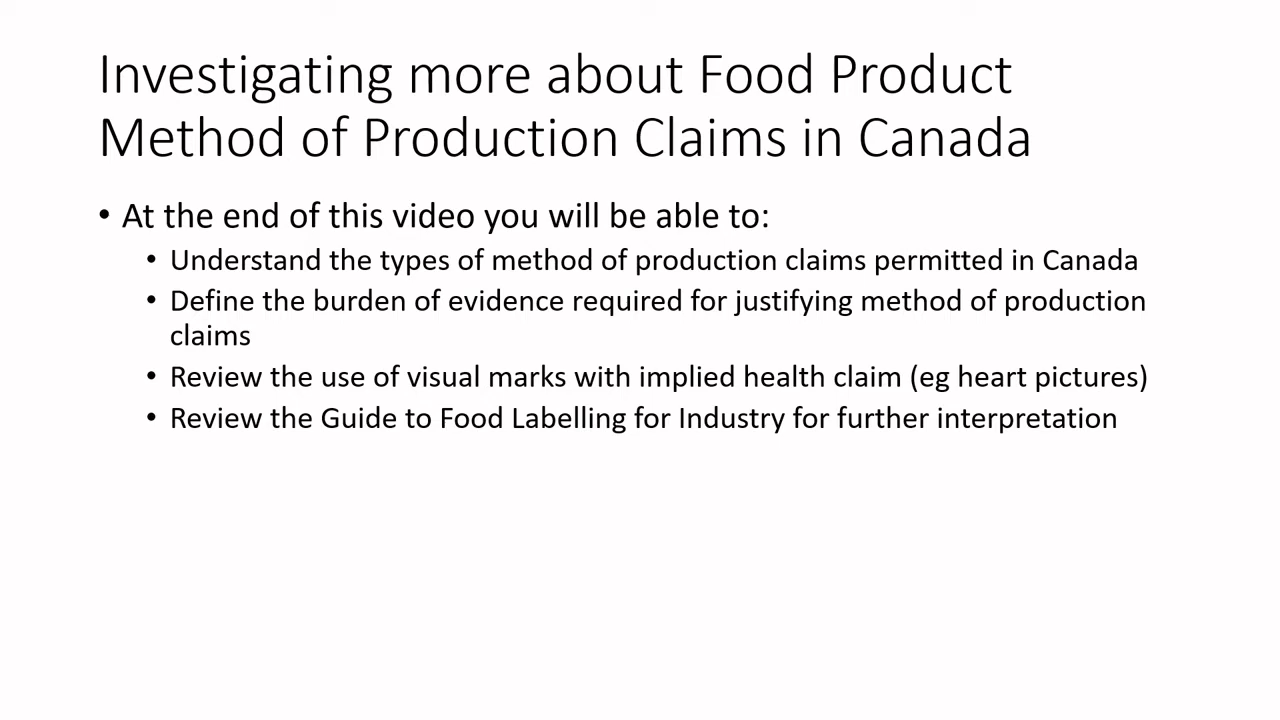 Investigating more about Food Product
Method of Production Claims in Canada
• At the end of this video you will be able to:
• Understand the types of method of production claims permitted in Canada
• Define the burden of evidence required for justifying method of production
claims
• Review the use of visual marks with implied health claim (eg heart pictures)
• Review the Guide to Food Labelling for Industry for further interpretation